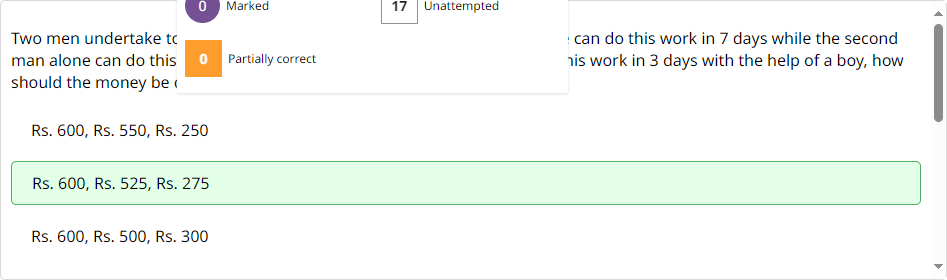 0 Marked 17 Unattempted
Two men undertake to can do this work in 7 days while the second
man alone can do this 0 Partially correct his work in 3 days with the help of a boy, how
should the money be
Rs. 600, Rs. 550, Rs. 250
Rs. 600, Rs. 525, Rs. 275
Rs. 600, Rs. 500, Rs. 300